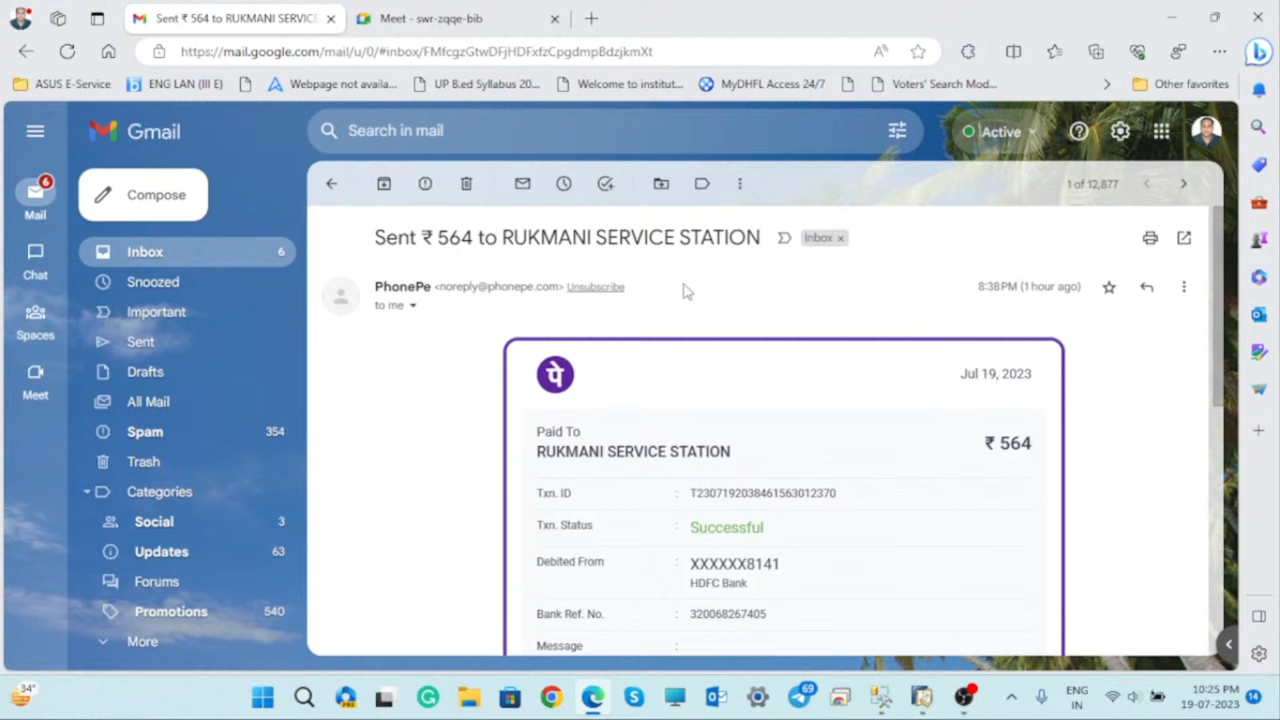 Sent ₹ 564 to RUKMANI SERVICE
Meet - swr-zqqe-bib
https://mail.google.com/mail/u/0/#inbox/FMfcgzGtwDFjHDFxfzCpgdmpBdzjkmXt
ASUS E-Service
ENG LAN (III E)
Webpage not availa...
UP B.ed Syllabus 20...
Welcome to institut...
MyDHFL Access 24/7
Voters' Search Mod...
Other favorites
Gmail
Search in mail
Active
6
Mail
Compose
1 of 12,877
Chat
Spaces
Meet
Inbox 6
Snoozed
Important
Sent
Drafts
All Mail
Spam 354
Trash
Categories
Social 3
Updates 63
Forums
Promotions 540
More
Sent ₹ 564 to RUKMANI SERVICE STATION
Inbox x
PhonePe <noreply@phonepe.com> Unsubscribe
8:38 PM (1 hour ago)
to me
पे
Jul 19, 2023
Paid To
RUKMANI SERVICE STATION
₹ 564
Txn. ID : T2307192038461563012370
Txn. Status : Successful
Debited From : XXXXXX8141
HDFC Bank
Bank Ref. No. : 320068267405
Message :
34°
69
ENG
IN
10:25 PM
19-07-2023
14